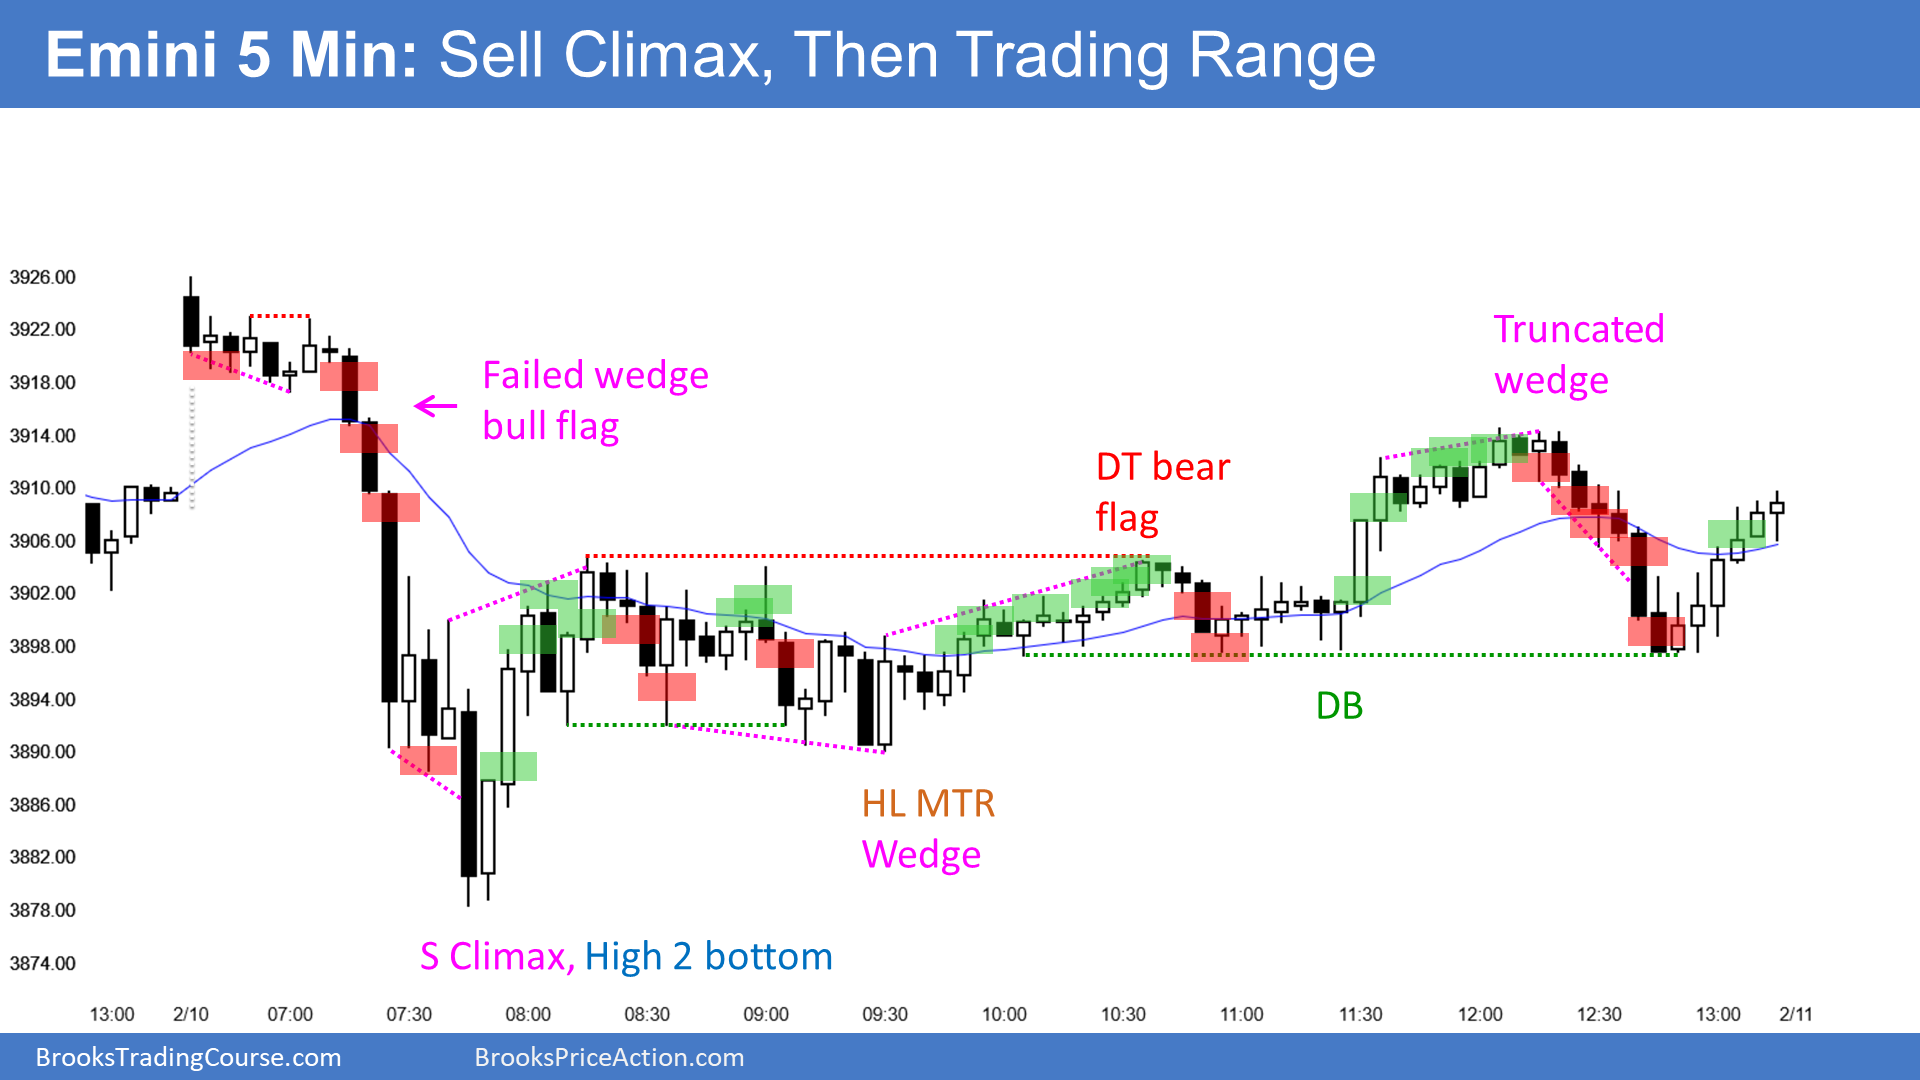 Emini 5 Min: Sell Climax, Then Trading Range
3926.00
3922.00
3918.00
3914.00
3910.00
3906.00
3902.00
3898.00
3894.00
3890.00
3886.00
3882.00
3878.00
3874.00
Failed wedge
bull flag
Truncated
wedge
DT bear
flag
DB
HL MTR
Wedge
S Climax, High 2 bottom
13:00 2/10 07:00 07:30 08:00 08:30 09:00 09:30 10:00 10:30 11:00 11:30 12:00 12:30 13:00 2/11
BrooksTradingCourse.com BrooksPriceAction.com